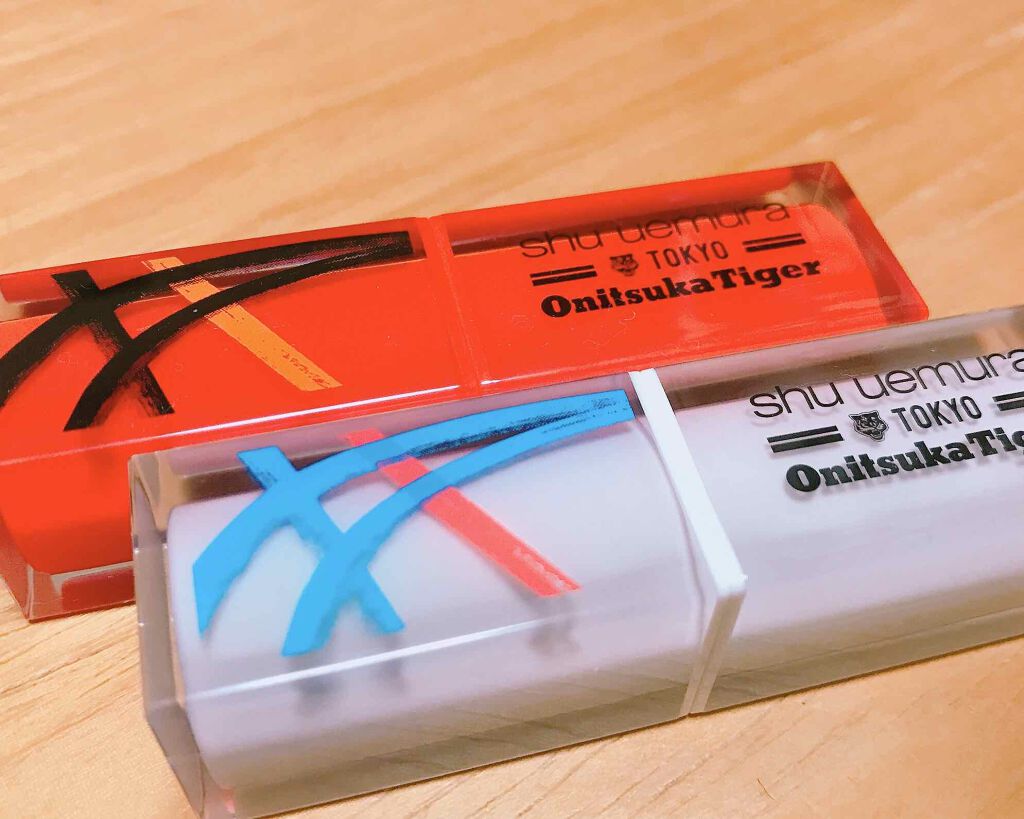 shu uemura
TOKYO
OnitsukaTiger
shu uemura
TOKYO
OnitsukaTig